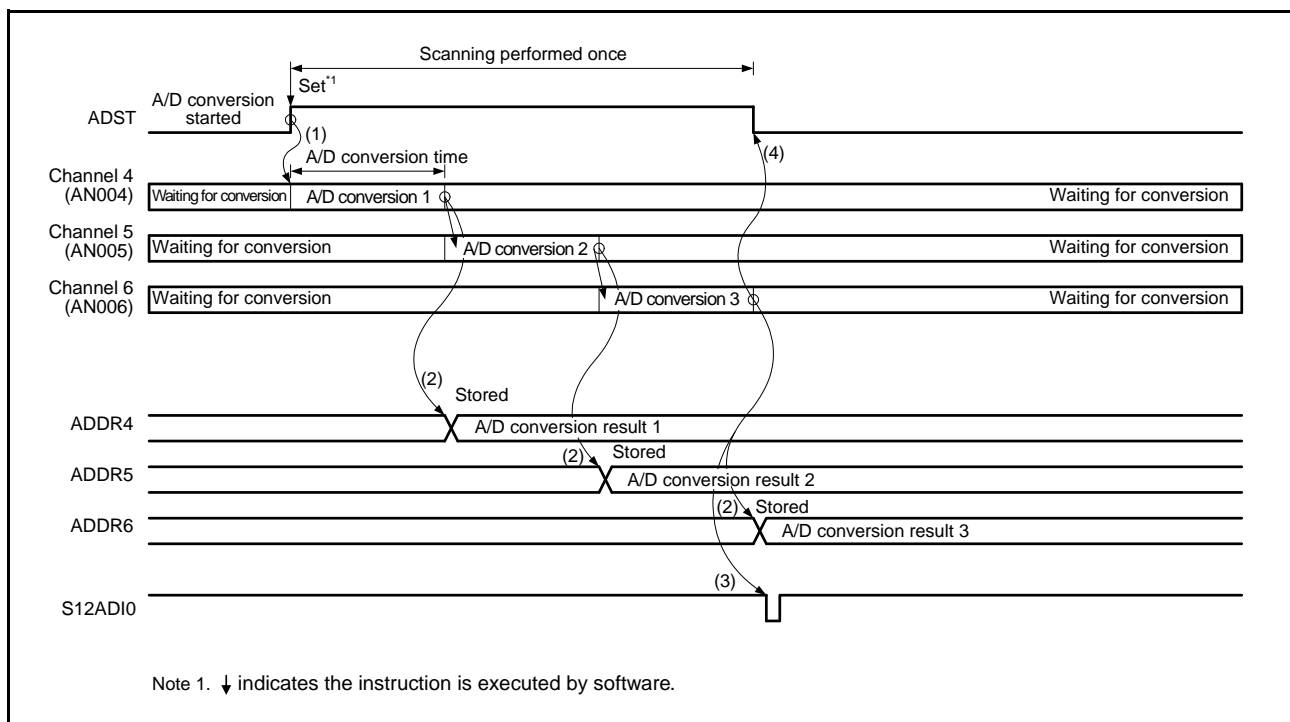 Scanning performed once
Set*1
A/D conversion
started
ADST
(1)
(4)
A/D conversion time
Channel 4
(AN004)
Waiting for conversion
A/D conversion 1
Waiting for conversion
Channel 5
(AN005)
Waiting for conversion
A/D conversion 2
Waiting for conversion
Channel 6
(AN006)
Waiting for conversion
A/D conversion 3
Waiting for conversion
(2)
Stored
ADDR4
A/D conversion result 1
(2)
Stored
ADDR5
A/D conversion result 2
(2)
Stored
ADDR6
A/D conversion result 3
(3)
S12ADI0
Note 1. ↓ indicates the instruction is executed by software.